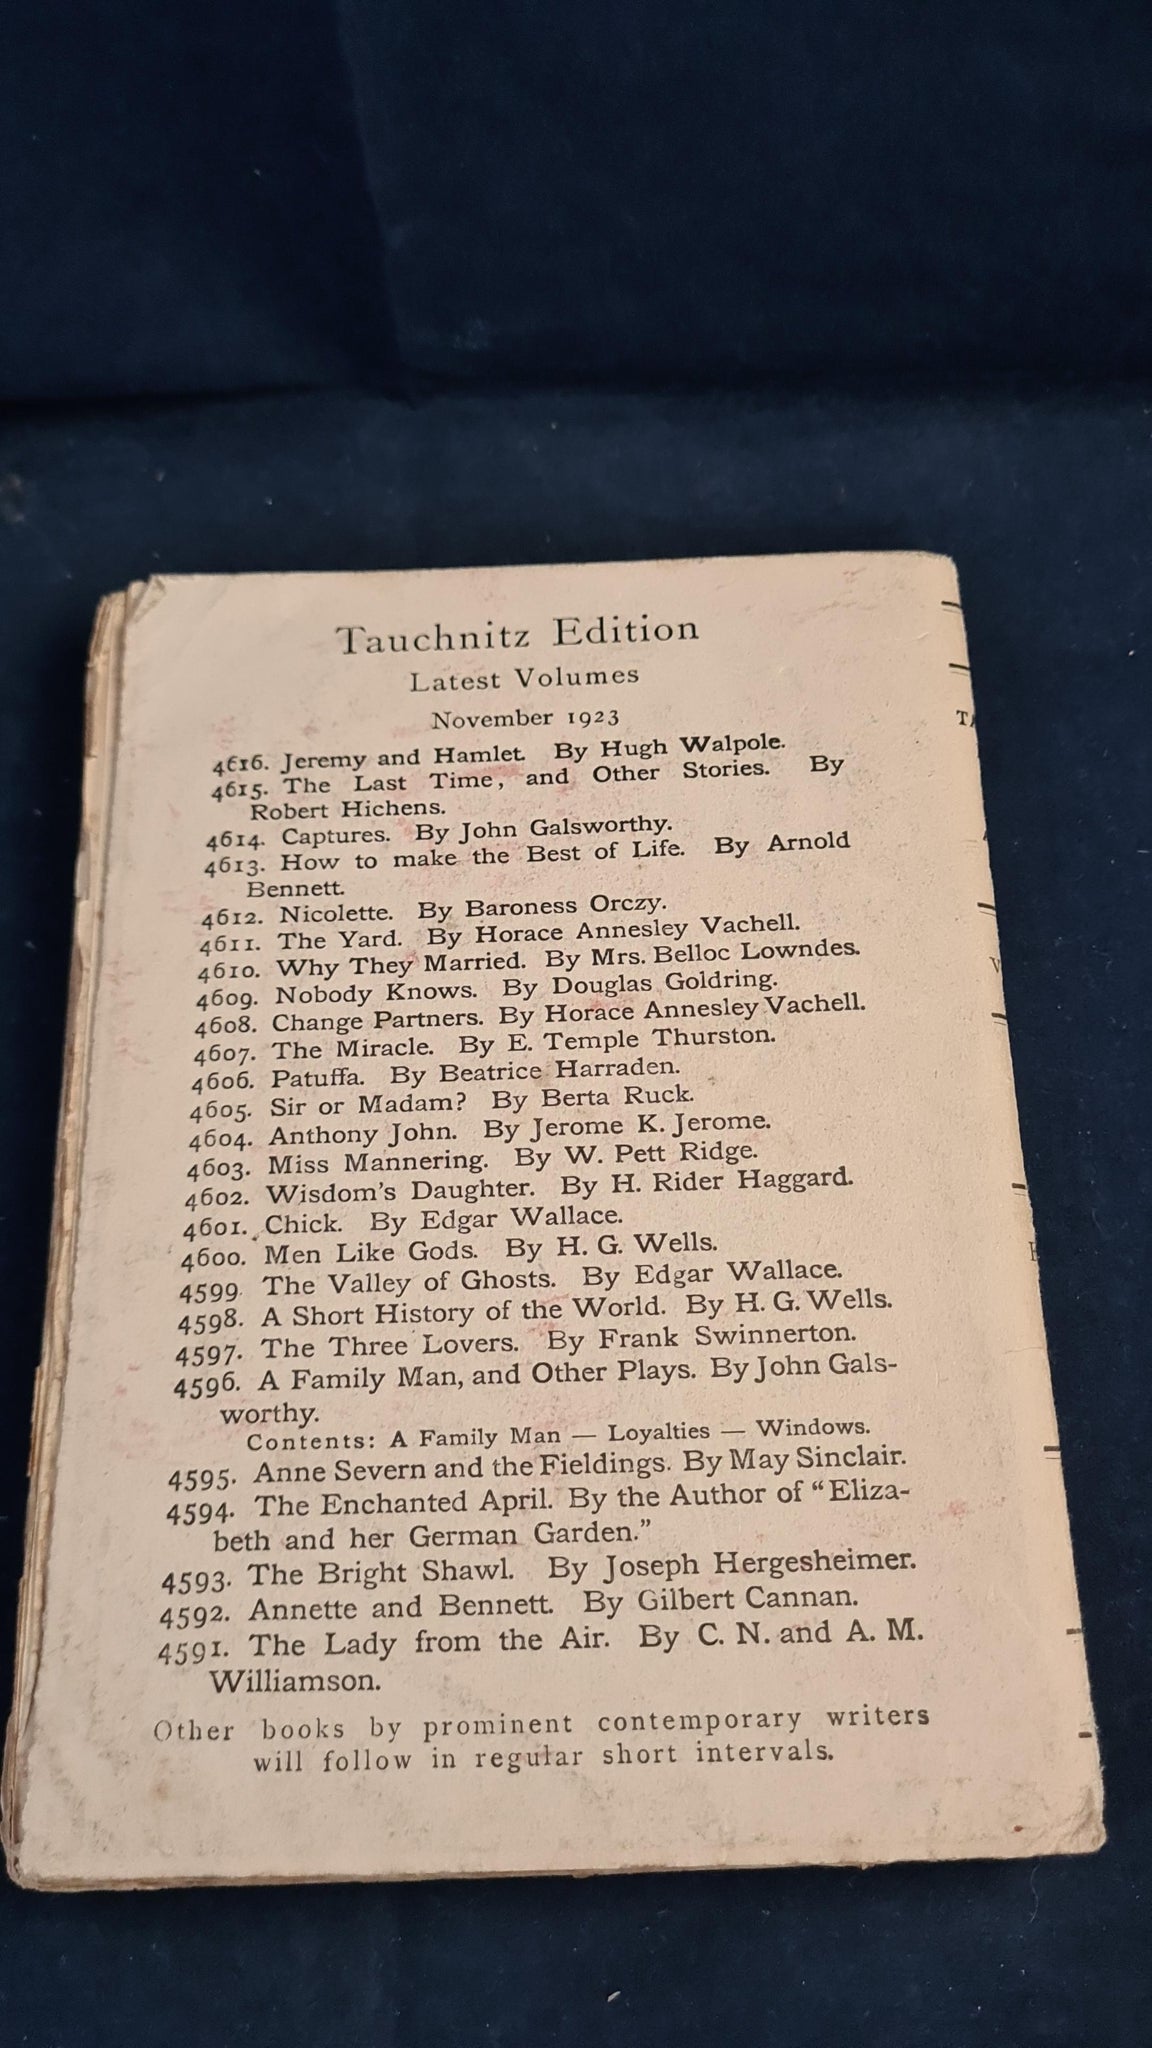 Tauchnitz Edition
Latest Volumes
November 1923
4616. Jeremy and Hamlet. By Hugh Walpole.
4615. The Last Time, and Other Stories. By
Robert Hichens.
4614. Captures. By John Galsworthy.
4613. How to make the Best of Life. By Arnold
Bennett.
4612. Nicolette. By Baroness Orczy.
4611. The Yard. By Horace Annesley Vachell.
4610. Why They Married. By Mrs. Belloc Lowndes.
4609. Nobody Knows. By Douglas Goldring.
4608. Change Partners. By Horace Annesley Vachell.
4607. The Miracle. By E. Temple Thurston.
4606. Patuffa. By Beatrice Harraden.
4605. Sir or Madam? By Berta Ruck.
4604. Anthony John. By Jerome K. Jerome.
4603. Miss Mannering. By W. Pett Ridge.
4602. Wisdom's Daughter. By H. Rider Haggard.
4601. Chick. By Edgar Wallace.
4600. Men Like Gods. By H. G. Wells.
4599. The Valley of Ghosts. By Edgar Wallace.
4598. A Short History of the World. By H. G. Wells.
4597. The Three Lovers. By Frank Swinnerton.
4596. A Family Man, and Other Plays. By John Gals-
worthy.
Contents: A Family Man — Loyalties — Windows.
4595. Anne Severn and the Fieldings. By May Sinclair.
4594. The Enchanted April. By the Author of “Eliza-
beth and her German Garden.”
4593. The Bright Shawl. By Joseph Hergesheimer.
4592. Annette and Bennett. By Gilbert Cannan.
4591. The Lady from the Air. By C. N. and A. M.
Williamson.
Other books by prominent contemporary writers
will follow in regular short intervals.